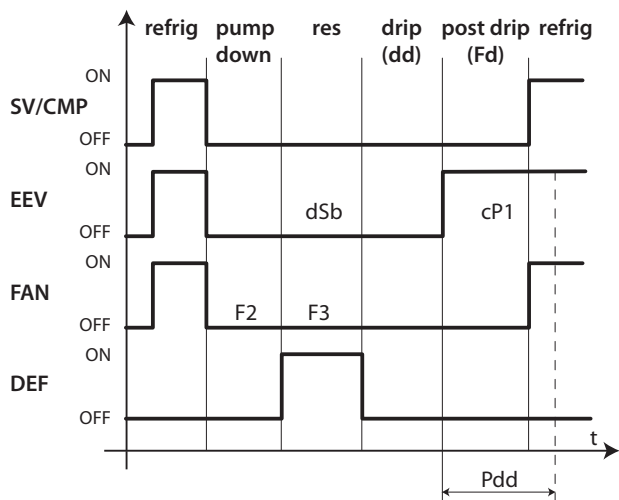 refrig pump down res drip (dd) post drip (Fd) refrig
ON
SV/CMP
OFF
ON
EEV
dSb
cP1
OFF
ON
FAN
F2
F3
OFF
ON
DEF
OFF
t
Pdd